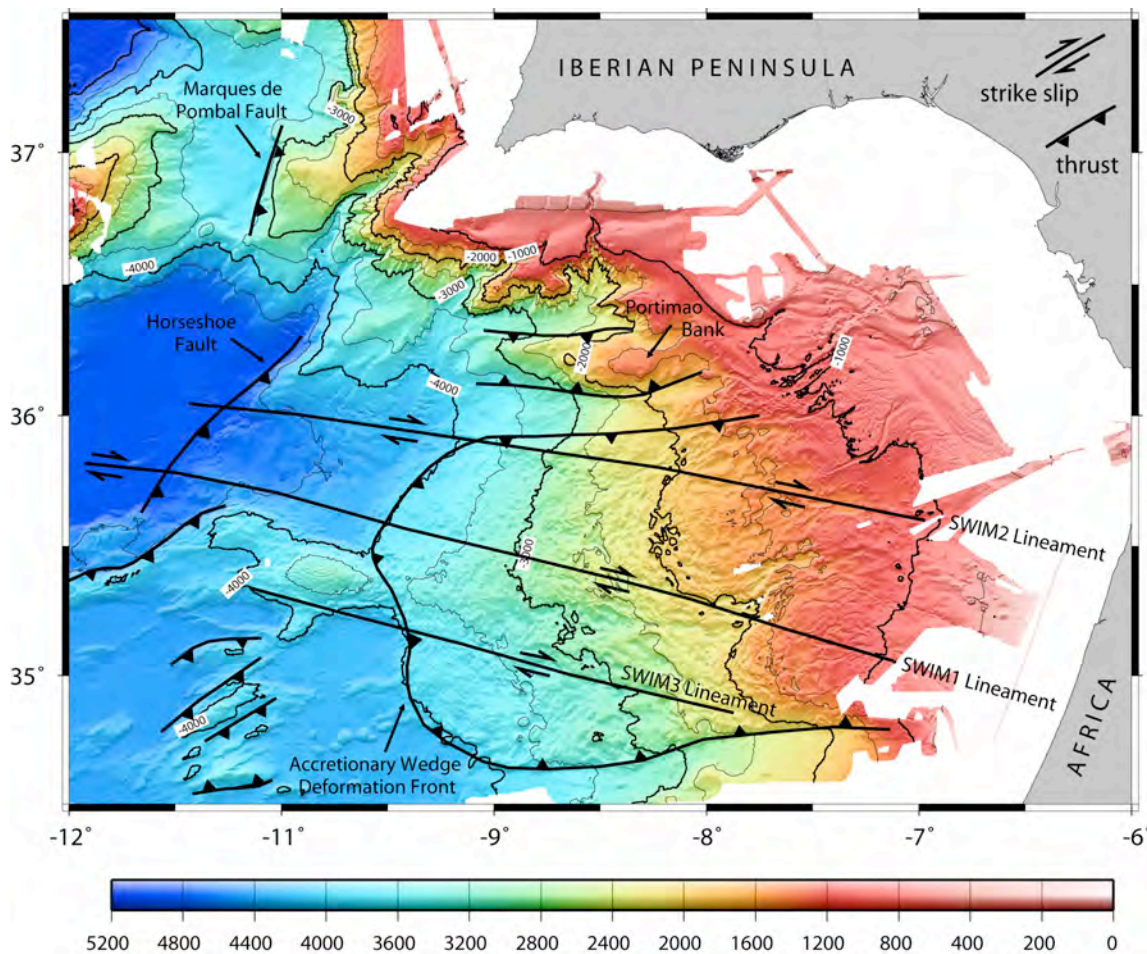 IBERIAN PENINSULA
strike slip
thrust
Marques de
Pombal Fault
-3000
37˚
-4000
-2000
-1000
-3000
Horseshoe
Fault
Portimao
Bank
-2000
-1000
-4000
36˚
SWIM2 Lineament
-3000
-4000
35˚
SWIM3 Lineament
SWIM1 Lineament
-4000
Accretionary Wedge
Deformation Front
AFRICA
-12˚ -11˚ -9˚ -8˚ -7˚ -6˚
5200 4800 4400 4000 3600 3200 2800 2400 2000 1600 1200 800 400 200 0